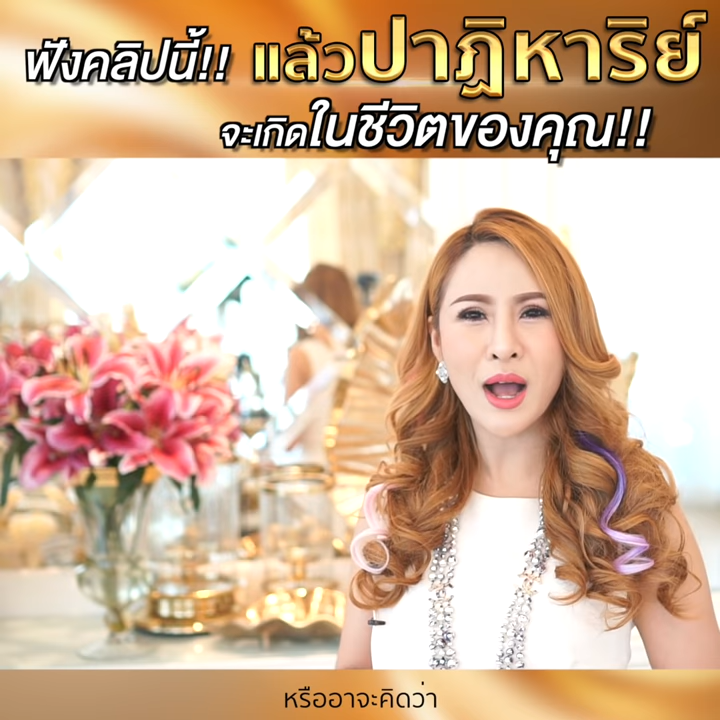 ฟังคลิปนี้!! แล้วปาฏิหาริย์
จะเกิดในชีวิตของคุณ!!
หรืออาจะคิดว่า